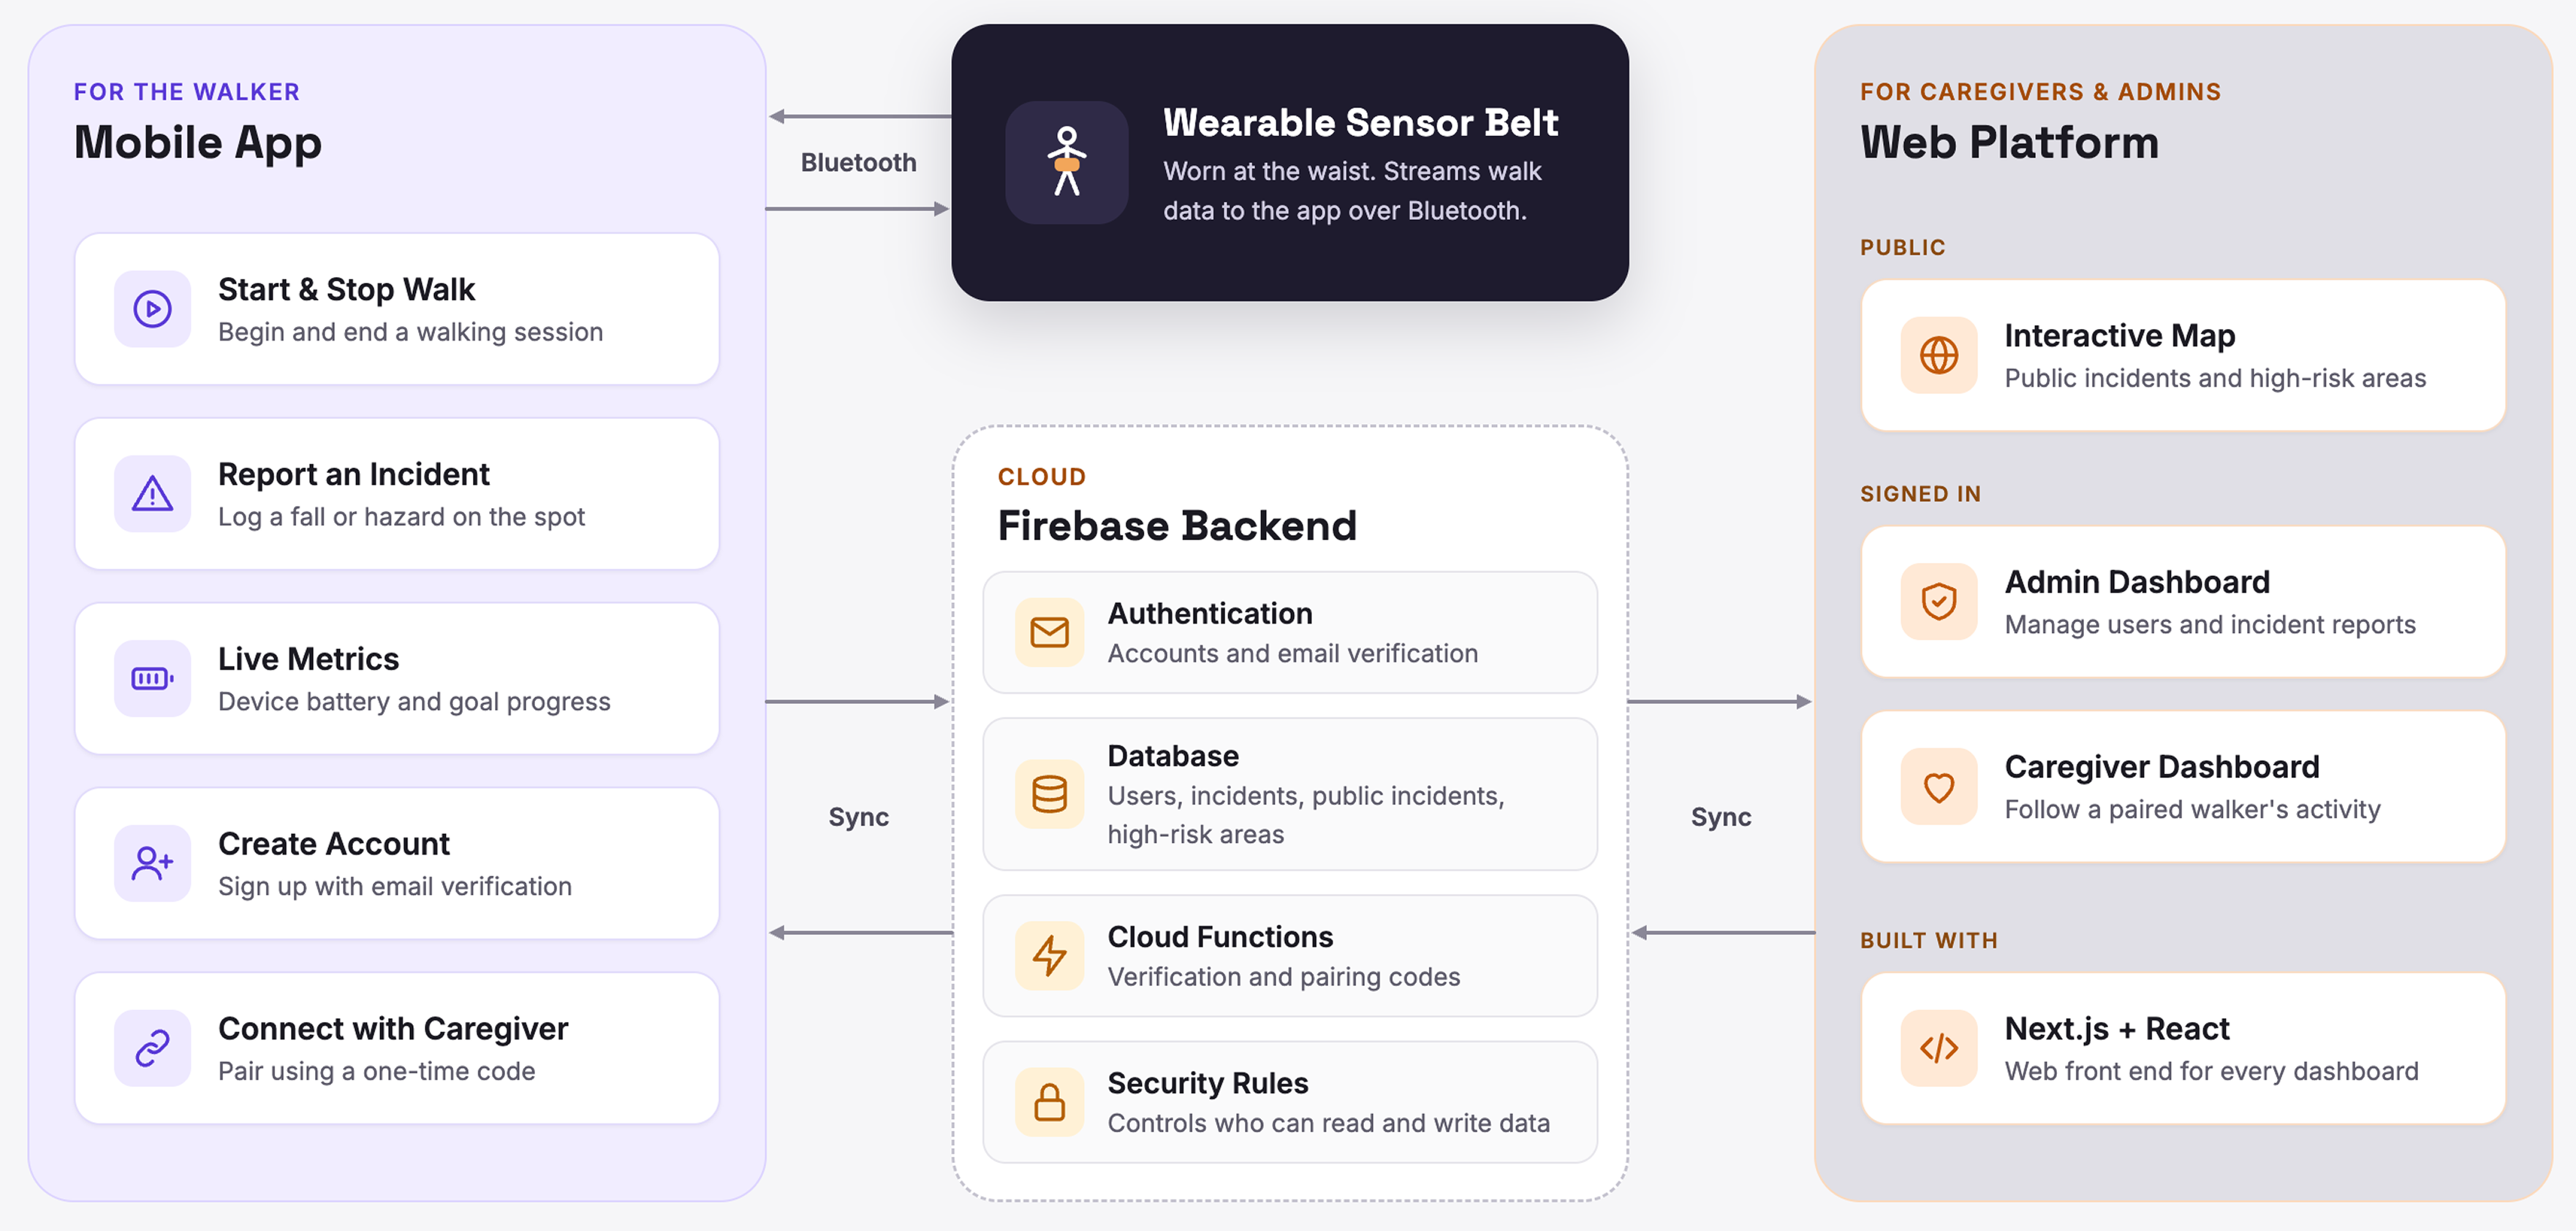 FOR THE WALKER
Mobile App
Start & Stop Walk
Begin and end a walking session
Report an Incident
Log a fall or hazard on the spot
Live Metrics
Device battery and goal progress
Create Account
Sign up with email verification
Connect with Caregiver
Pair using a one-time code
Bluetooth
Sync
Wearable Sensor Belt
Worn at the waist. Streams walk
data to the app over Bluetooth.
CLOUD
Firebase Backend
Authentication
Accounts and email verification
Database
Users, incidents, public incidents,
high-risk areas
Cloud Functions
Verification and pairing codes
Security Rules
Controls who can read and write data
Sync
FOR CAREGIVERS & ADMINS
Web Platform
PUBLIC
Interactive Map
Public incidents and high-risk areas
SIGNED IN
Admin Dashboard
Manage users and incident reports
Caregiver Dashboard
Follow a paired walker's activity
BUILT WITH
Next.js + React
Web front end for every dashboard